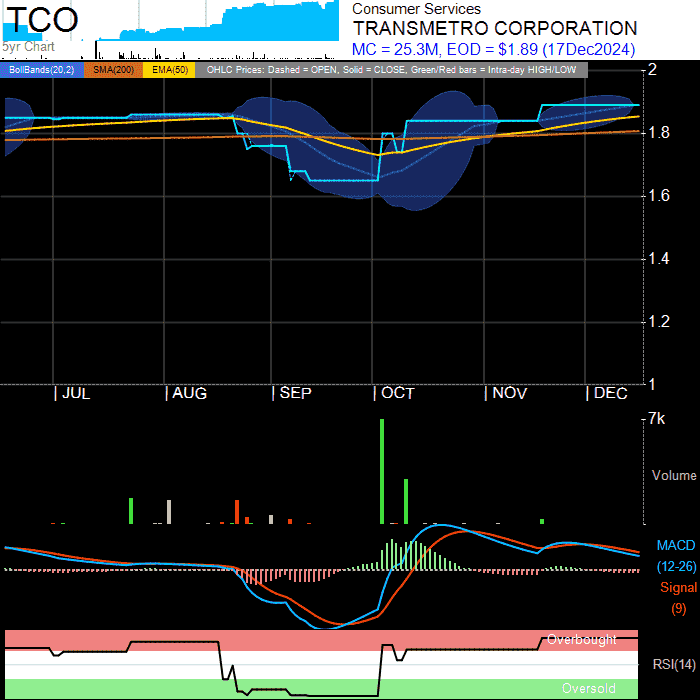 TCO
5yr Chart
Consumer Services
TRANSMETRO CORPORATION
MC = 25.3M, EOD = $1.89 (17Dec2024)
BollBands(20,2) SMA(200) EMA(50) OHLC Prices: Dashed = OPEN, Solid = CLOSE, Green/Red bars = Intra-day HIGH/LOW
2
1.8
1.6
1.4
1.2
1
JUL AUG SEP OCT NOV DEC
7k
Volume
MACD
(12-26)
Signal
(9)
Overbought
RSI(14)
Oversold